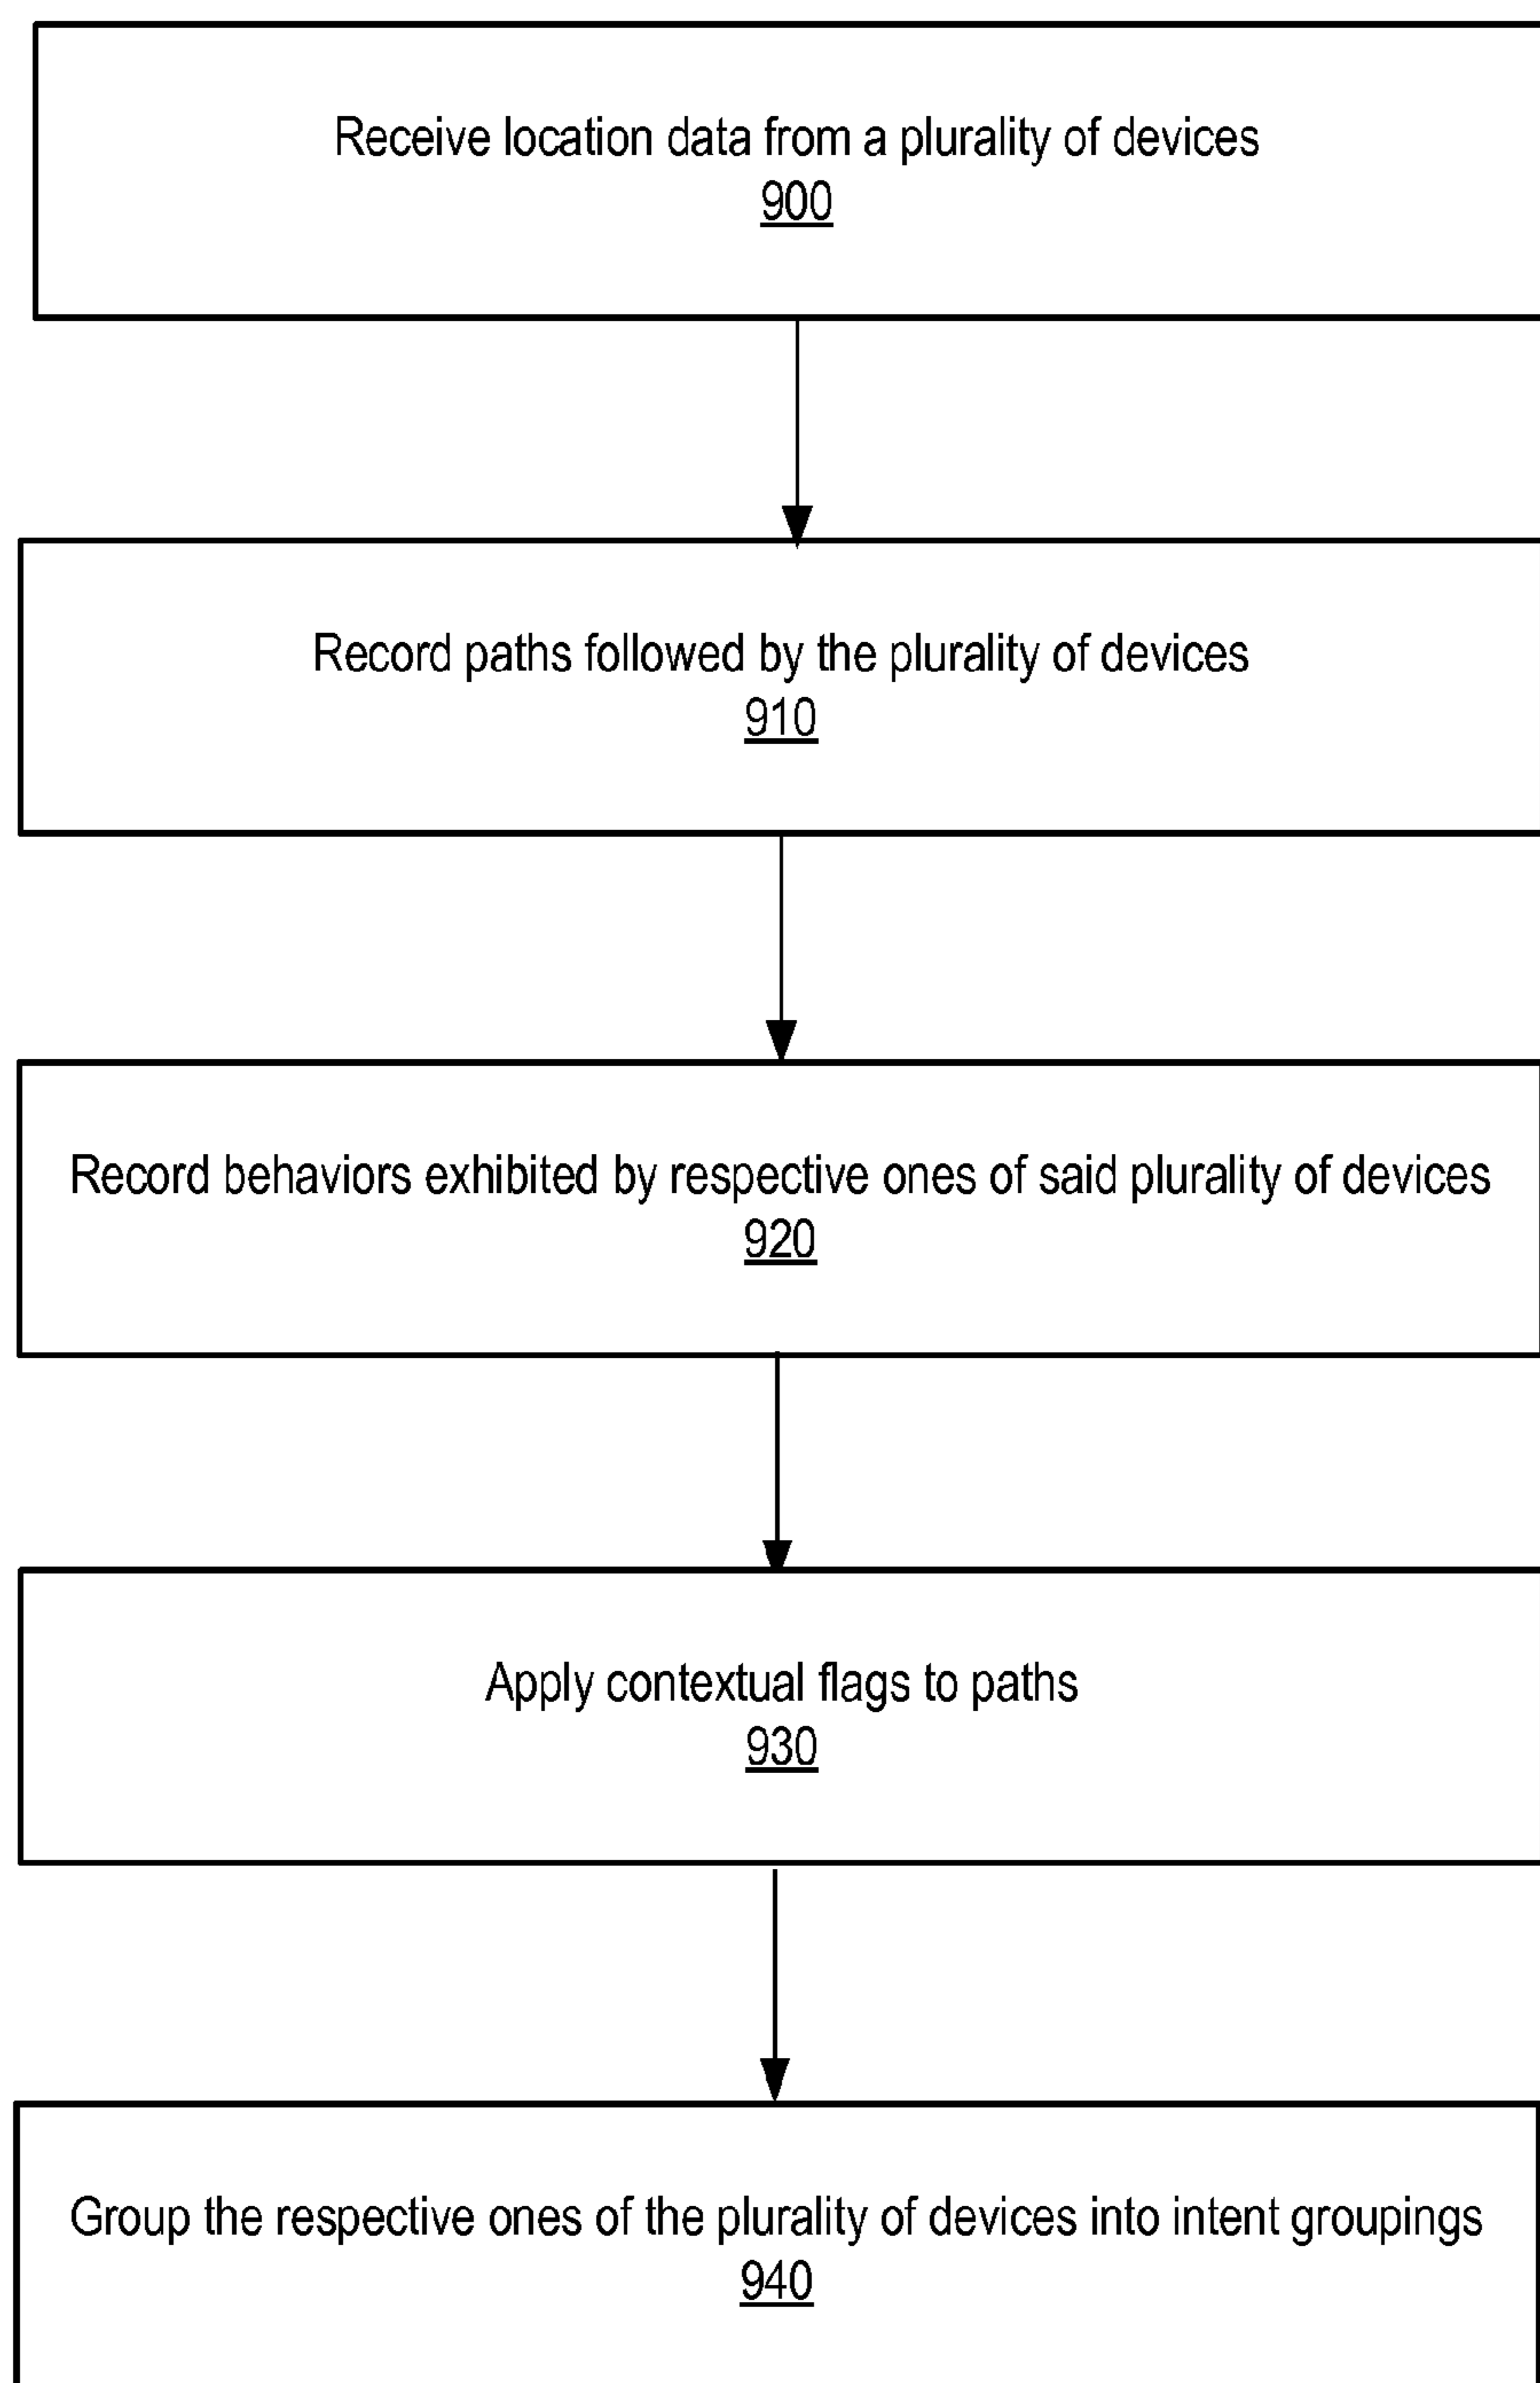 Receive location data from a plurality of devices
900
Record paths followed by the plurality of devices
910
Record behaviors exhibited by respective ones of said plurality of devices
920
Apply contextual flags to paths
930
Group the respective ones of the plurality of devices into intent groupings
940